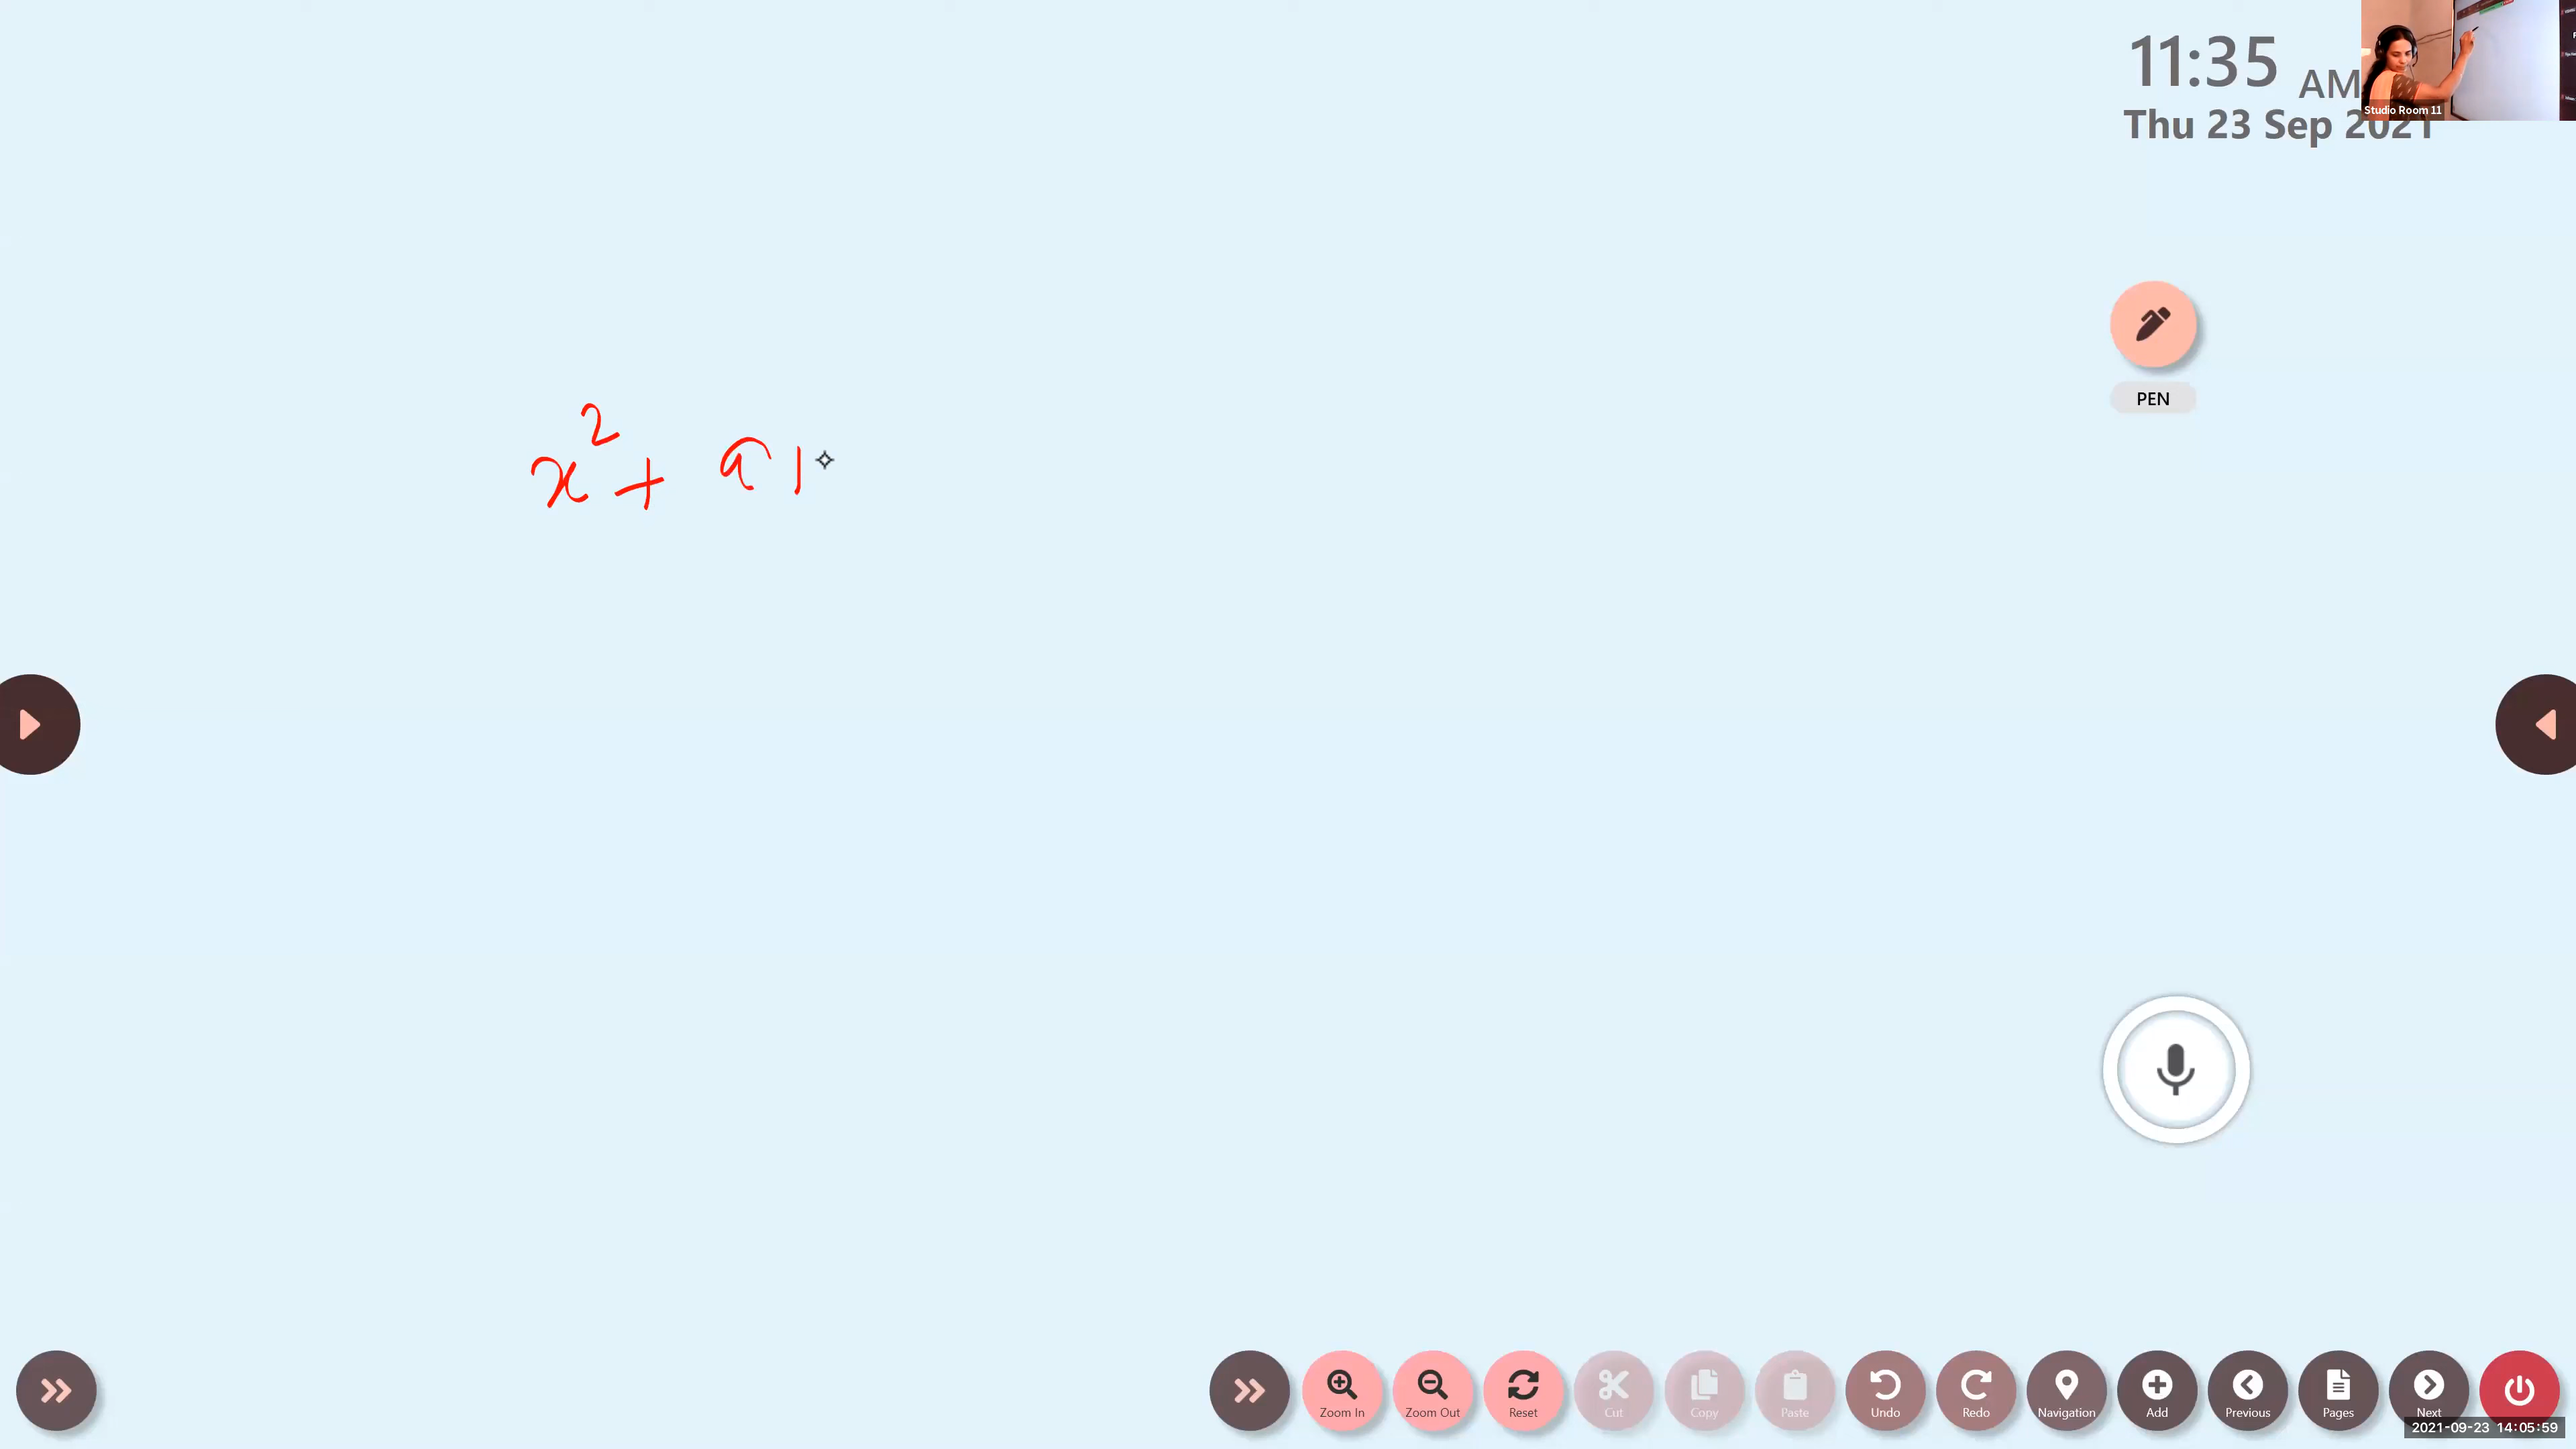 11:35 AM
Studio Room 11
Thu 23 Sep 2021
PEN
x² +
Zoom In Zoom Out Reset Cut Copy Paste Undo Redo Navigation Add Previous Pages Next
2021-09-23 14:05:59